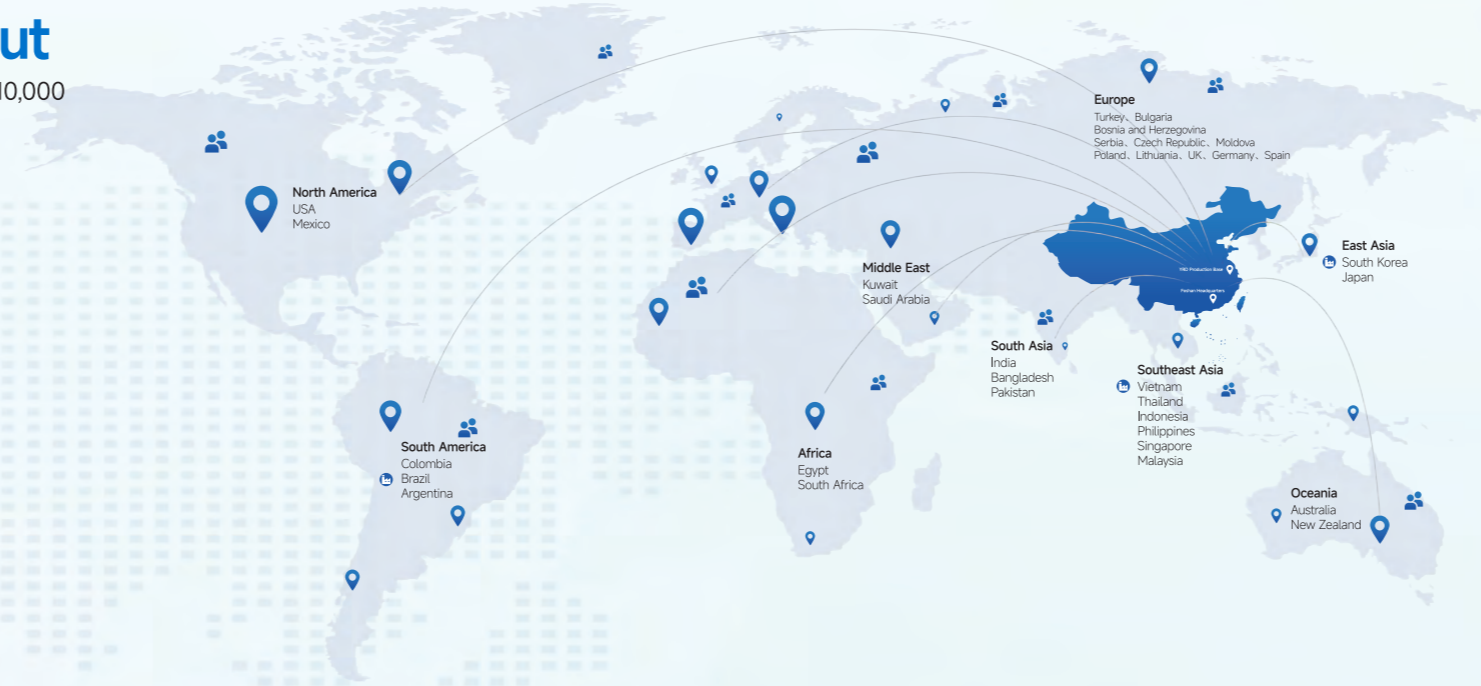 ut
10,000
North America
USA
Mexico
South America
Colombia
Brazil
Argentina
Europe
Turkey、Bulgaria
Bosnia and Herzegovina
Serbia、Czech Republic、Moldova
Poland、Lithuania、UK、Germany、Spain
Middle East
Kuwait
Saudi Arabia
Africa
Egypt
South Africa
South Asia
India
Bangladesh
Pakistan
Production Base
Headquarters
East Asia
South Korea
Japan
Southeast Asia
Vietnam
Thailand
Indonesia
Philippines
Singapore
Malaysia
Oceania
Australia
New Zealand